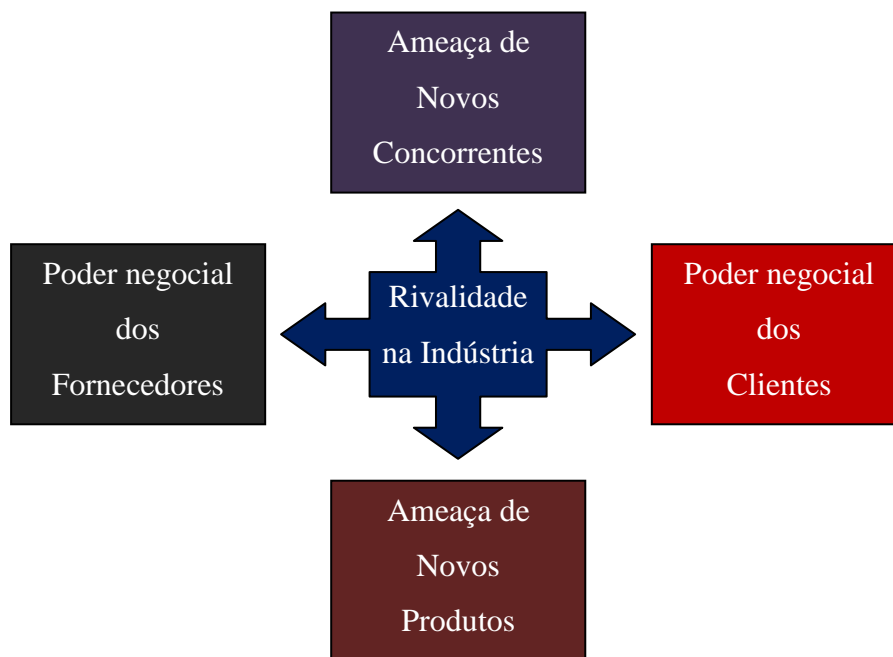 Ameaça de
Novos
Concorrentes
Poder negocial
dos
Fornecedores
Rivalidade
na Indústria
Poder negocial
dos
Clientes
Ameaça de
Novos
Produtos